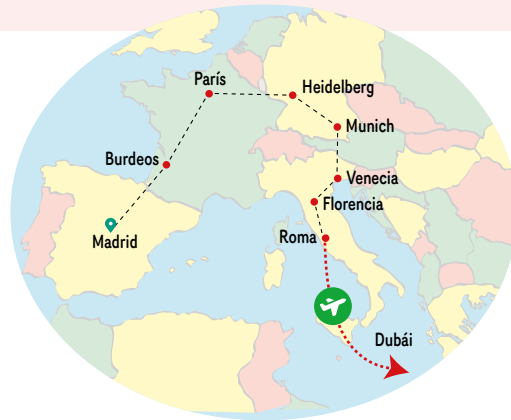 París
Heidelberg
Munich
Burdeos
Venecia
Florencia
Madrid
Roma
Dubái